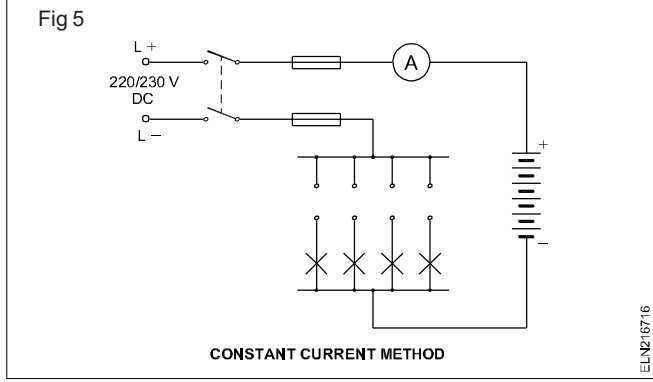 Fig 5
L +
220/230 V
DC
L −
A
+
−
CONSTANT CURRENT METHOD
ELN216716